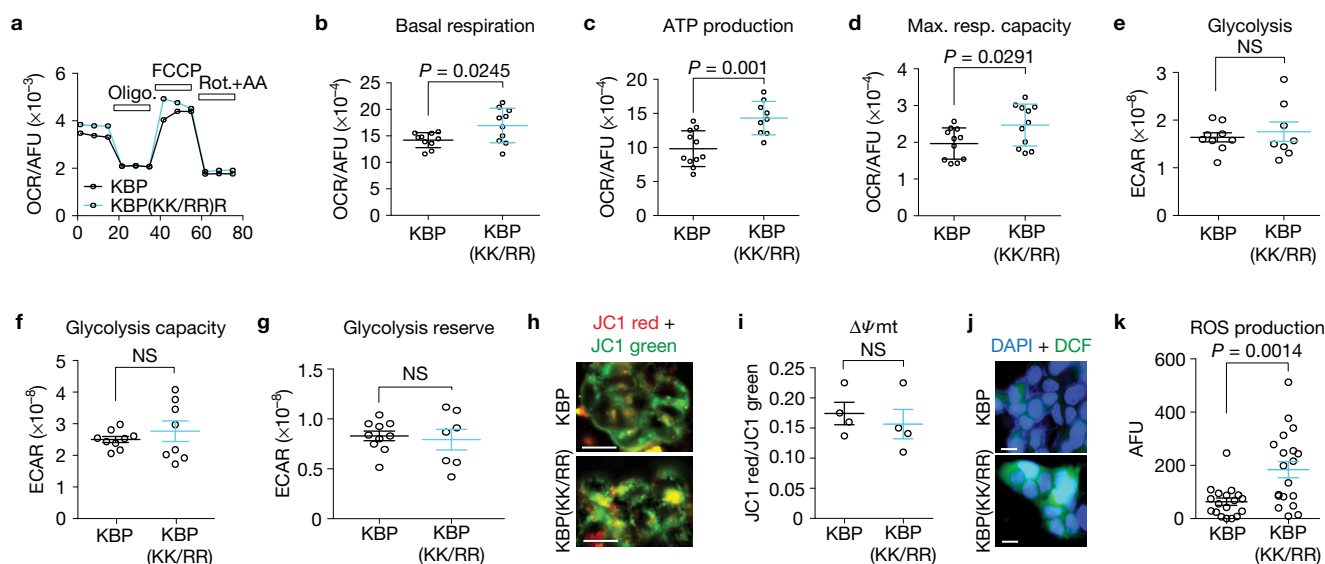 a
OCR/AFU (×10⁻³)
6
4
2
0
0 20 40 60 80
Oligo.
FCCP
Rot.+AA
KBP
KBP(KK/RR)R
b
Basal respiration
P = 0.0245
OCR/AFU (×10⁻⁴)
25
20
15
10
5
0
KBP
KBP
(KK/RR)
c
ATP production
P = 0.001
OCR/AFU (×10⁻⁴)
20
15
10
5
0
KBP
KBP
(KK/RR)
d
Max. resp. capacity
P = 0.0291
OCR/AFU (×10⁻⁴)
4
3
2
1
0
KBP
KBP
(KK/RR)
e
Glycolysis
NS
ECAR (×10⁻⁸)
3
2
1
0
KBP
KBP
(KK/RR)
f
Glycolysis capacity
NS
ECAR (×10⁻⁸)
5
4
3
2
1
0
KBP
KBP
(KK/RR)
g
Glycolysis reserve
NS
ECAR (×10⁻⁸)
1.5
1.0
0.5
0
KBP
KBP
(KK/RR)
h
JC1 red +
JC1 green
KBP
KBP(KK/RR)
i
ΔΨmt
NS
JC1 red/JC1 green
0.25
0.20
0.15
0.10
0.05
0
KBP
KBP
(KK/RR)
j
DAPI + DCF
KBP
KBP(KK/RR)
k
ROS production
P = 0.0014
AFU
600
400
200
0
KBP
KBP
(KK/RR)